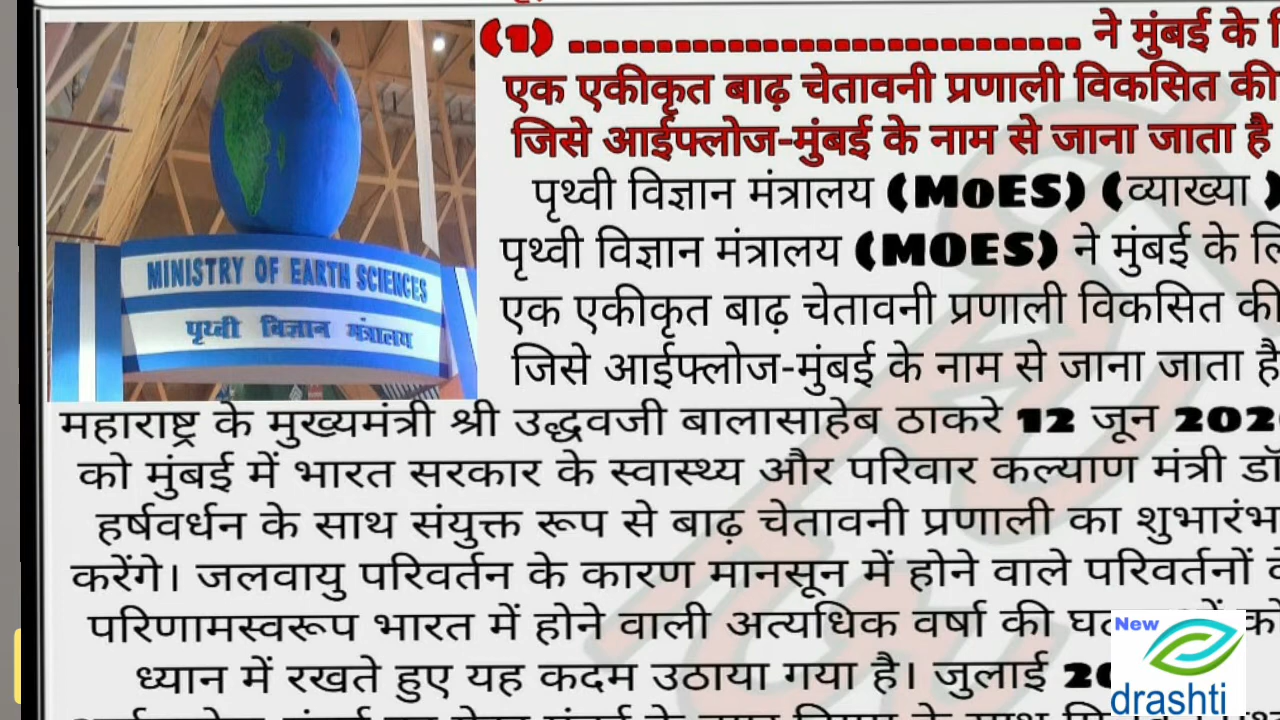 (1) ................................... ने मुंबई के
एक एकीकृत बाढ़ चेतावनी प्रणाली विकसित की
जिसे आईफ्लोज-मुंबई के नाम से जाना जाता है
पृथ्वी विज्ञान मंत्रालय (MoES) (व्याख्या )
पृथ्वी विज्ञान मंत्रालय (MOES) ने मुंबई के लि
एक एकीकृत बाढ़ चेतावनी प्रणाली विकसित की
जिसे आईफ्लोज-मुंबई के नाम से जाना जाता है
MINISTRY OF EARTH SCIENCES
पृथ्वी विज्ञान मंत्रालय
महाराष्ट्र के मुख्यमंत्री श्री उद्धवजी बालासाहेब ठाकरे 12 जून 202
को मुंबई में भारत सरकार के स्वास्थ्य और परिवार कल्याण मंत्री डॉ
हर्षवर्धन के साथ संयुक्त रूप से बाढ़ चेतावनी प्रणाली का शुभारंभ
करेंगे। जलवायु परिवर्तन के कारण मानसून में होने वाले परिवर्तनों
परिणामस्वरूप भारत में होने वाली अत्यधिक वर्षा की को
ध्यान में रखते हुए यह कदम उठाया गया है। जुलाई
New
drashti